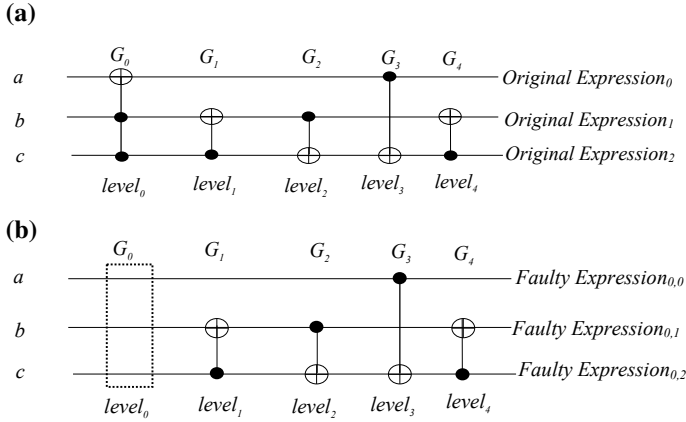 (a)
G0 G1 G2 G3 G4
a Original Expression0
b Original Expression1
c Original Expression2
level0 level1 level2 level3 level4
(b)
G0 G1 G2 G3 G4
a Faulty Expression0,0
b Faulty Expression0,1
c Faulty Expression0,2
level0 level1 level2 level3 level4